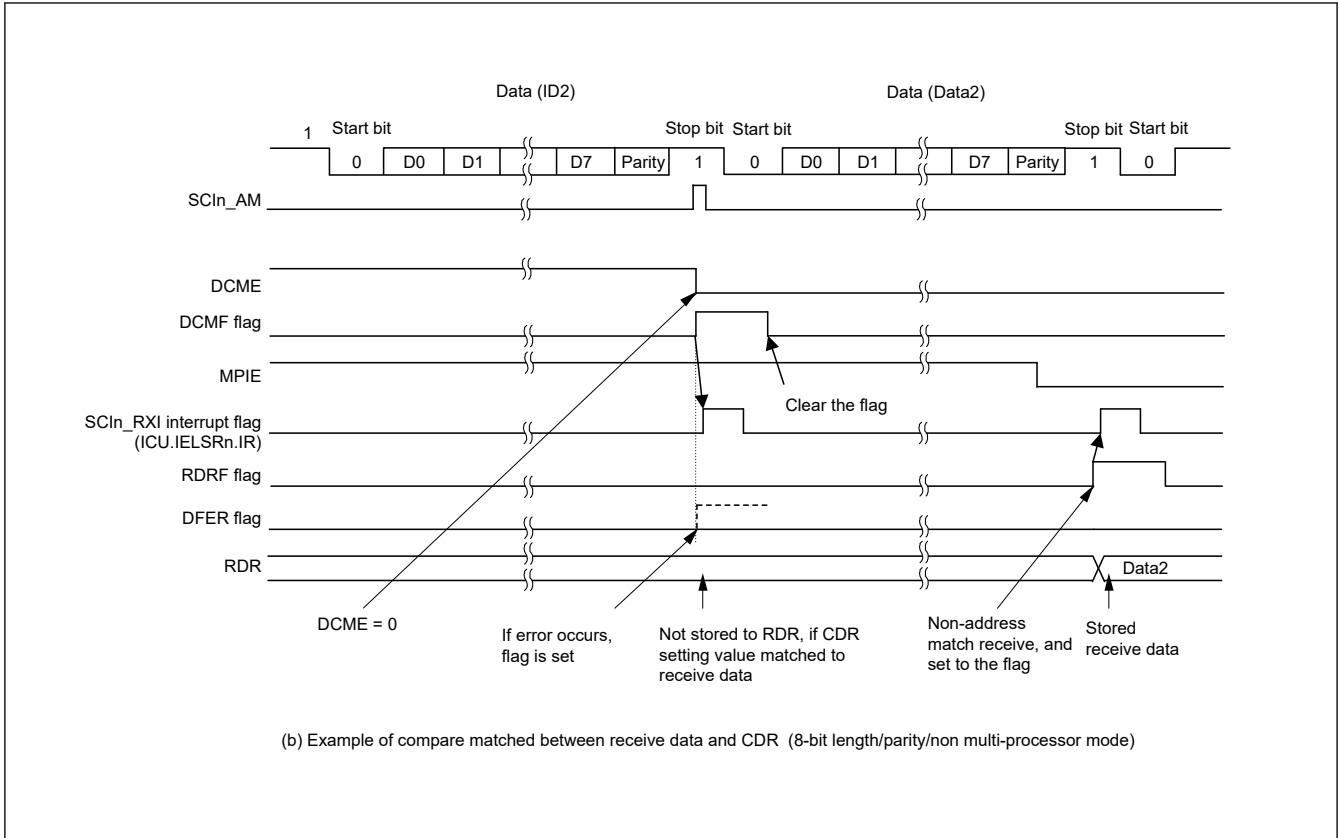 Data (ID2)
Data (Data2)
1 Start bit Stop bit Start bit Stop bit Start bit
0 D0 D1 D7 Parity 1 0 D0 D1 D7 Parity 1 0
SCIn_AM
DCME
DCMF flag
MPIE
Clear the flag
SCIn_RXI interrupt flag
(ICU.IELSRn.IR)
RDRF flag
DFER flag
RDR
Data2
DCME = 0
If error occurs,
flag is set
Not stored to RDR, if CDR
setting value matched to
receive data
Non-address
match receive, and
set to the flag
Stored
receive data
(b) Example of compare matched between receive data and CDR (8-bit length/parity/non multi-processor mode)